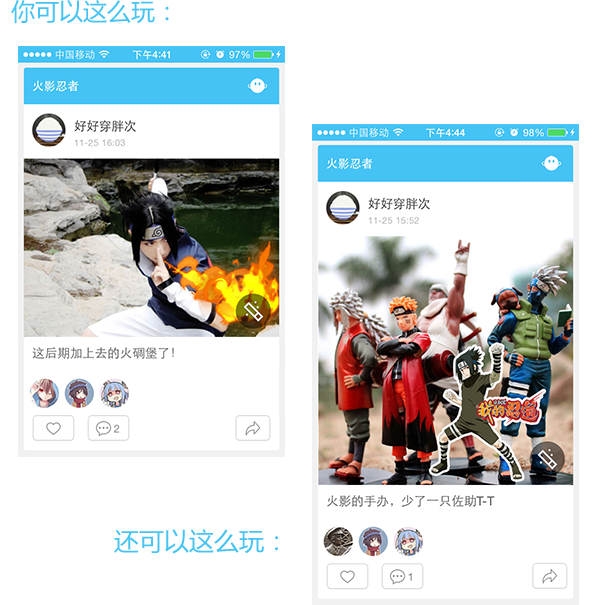 你可以这么玩：
中国移动 下午4:41 97%
火影忍者
好好穿胖次
11-25 16:03
这后期加上去的火碉堡了！
2
中国移动 下午4:44 98%
火影忍者
好好穿胖次
11-25 15:52
火影的手办，少了一只佐助T-T
1
还可以这么玩：